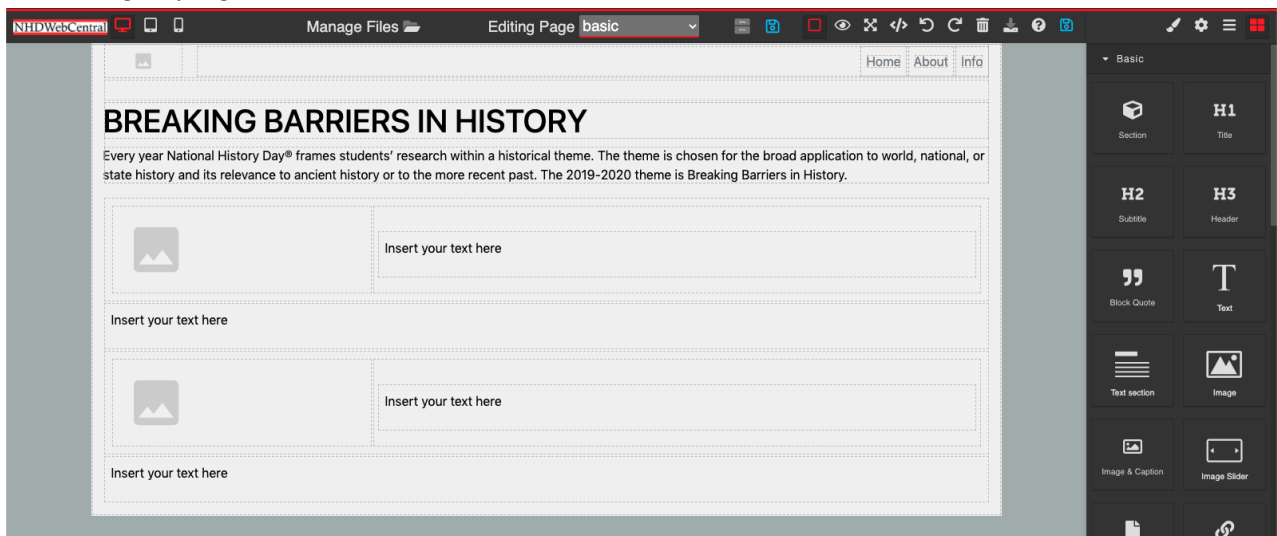 NHDWebCentral Manage Files Editing Page basic
Home About Info
Basic
BREAKING BARRIERS IN HISTORY
Every year National History Day® frames students' research within a historical theme. The theme is chosen for the broad application to world, national, or
state history and its relevance to ancient history or to the more recent past. The 2019-2020 theme is Breaking Barriers in History.
Insert your text here
Insert your text here
Insert your text here
Insert your text here
Section
H1
Title
H2
Subtitle
H3
Header
Block Quote
Text
Text section
Image
Image & Caption
Image Slider